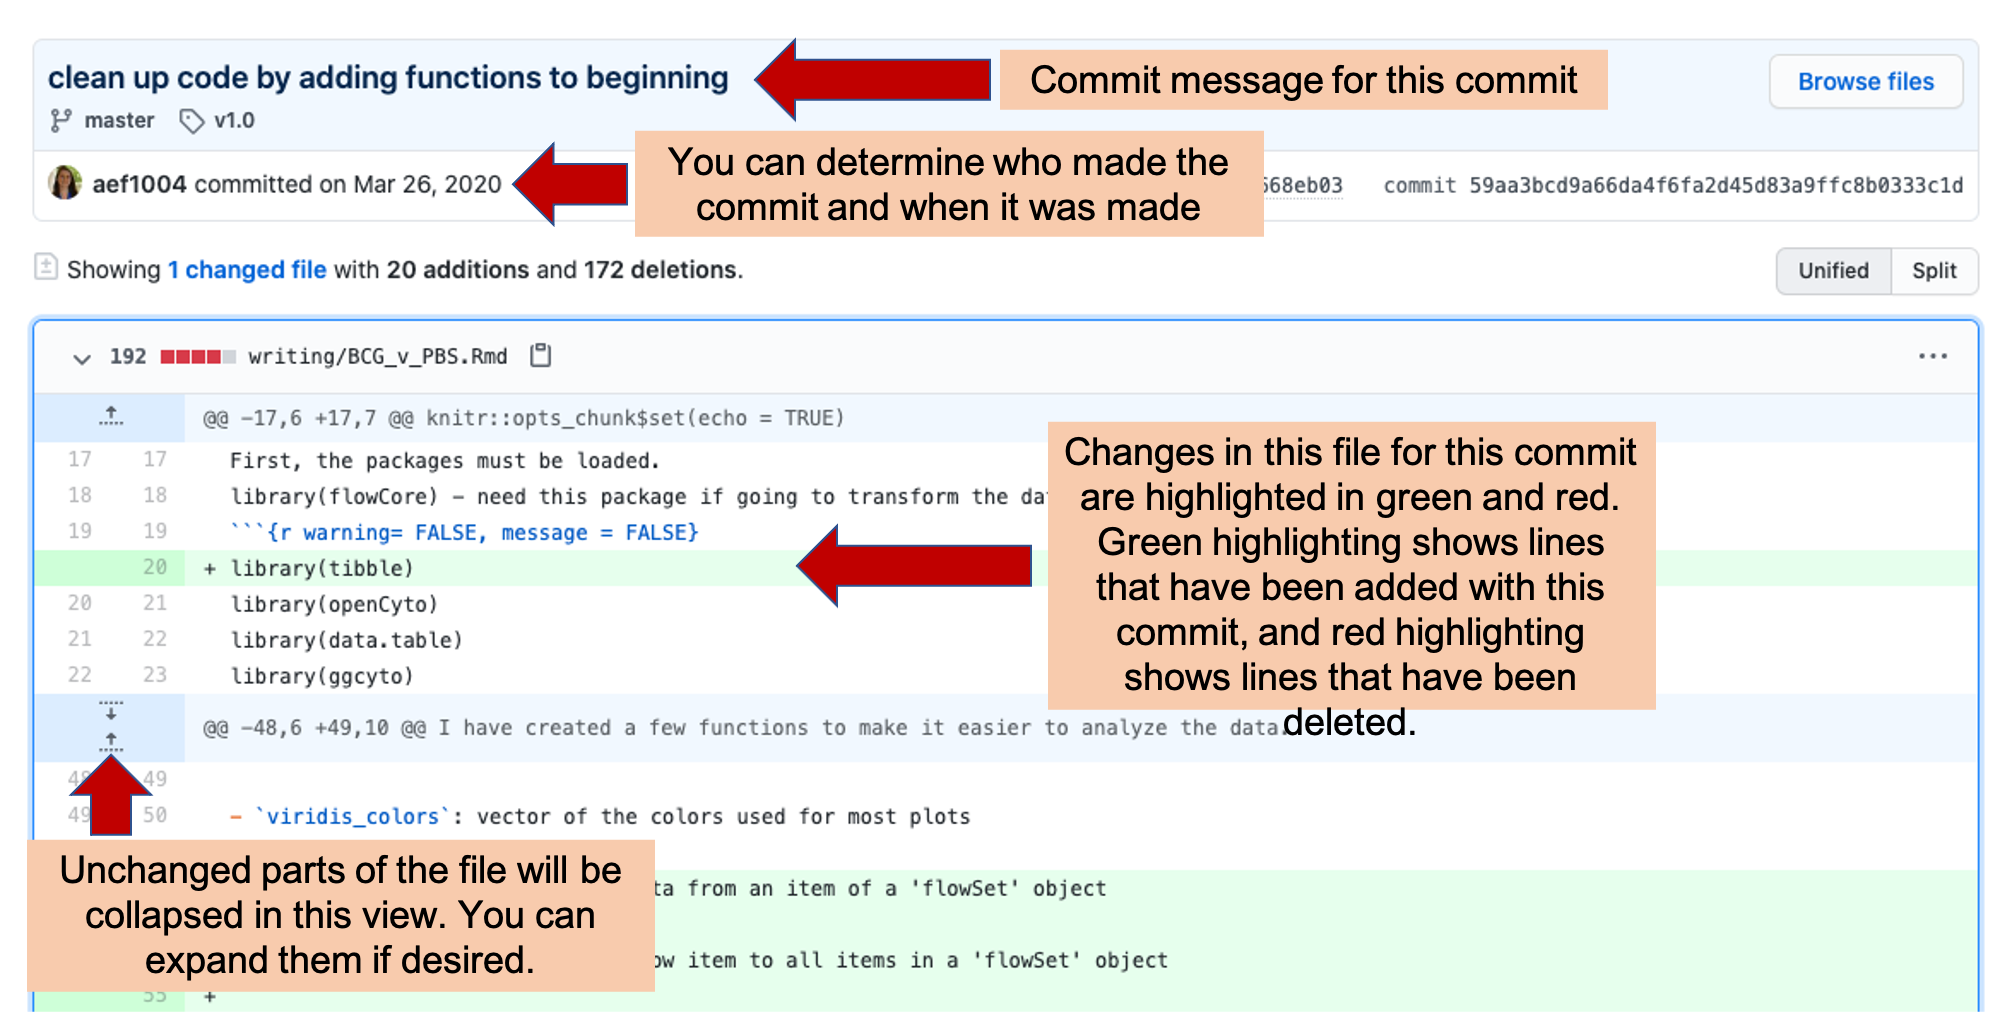 clean up code by adding functions to beginning
Commit message for this commit
Browse files
master v1.0
You can determine who made the
commit and when it was made
aef1004 committed on Mar 26, 2020
668eb03 commit 59aa3bcd9a66da4f6fa2d45d83a9ffc8b0333c1d
Showing 1 changed file with 20 additions and 172 deletions.
Unified Split
192 writing/BCG_v_PBS.Rmd
@@ -17,6 +17,7 @@ knitr::opts_chunk$set(echo = TRUE)
17 17 First, the packages must be loaded.
18 18 library(flowCore) - need this package if going to transform the da
19 19 ```{r warning= FALSE, message = FALSE}
20 + library(tibble)
20 21 library(openCyto)
21 22 library(data.table)
22 23 library(ggcyto)
Changes in this file for this commit
are highlighted in green and red.
Green highlighting shows lines
that have been added with this
commit, and red highlighting
shows lines that have been
deleted.
@@ -48,6 +49,10 @@ I have created a few functions to make it easier to analyze the data.
48 49
49 50 - `viridis_colors`: vector of the colors used for most plots
Unchanged parts of the file will be
collapsed in this view. You can
expand them if desired.
ta from an item of a 'flowSet' object
ow item to all items in a 'flowSet' object
55 +